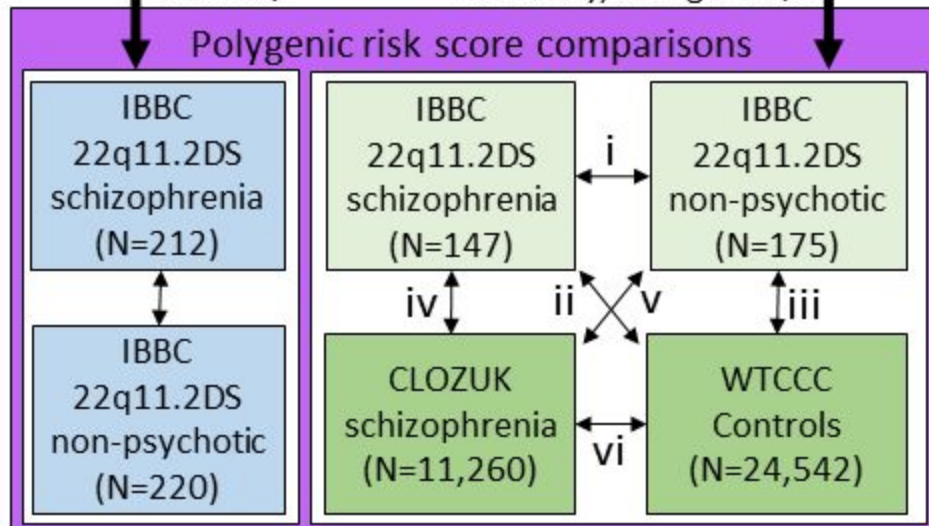 Polygenic risk score comparisons
IBBC
22q11.2DS
schizophrenia
(N=212)
IBBC
22q11.2DS
non-psychotic
(N=220)
IBBC
22q11.2DS
schizophrenia
(N=147)
i
IBBC
22q11.2DS
non-psychotic
(N=175)
iv
ii
v
iii
CLOZUK
schizophrenia
(N=11,260)
vi
WTCCC
Controls
(N=24,542)